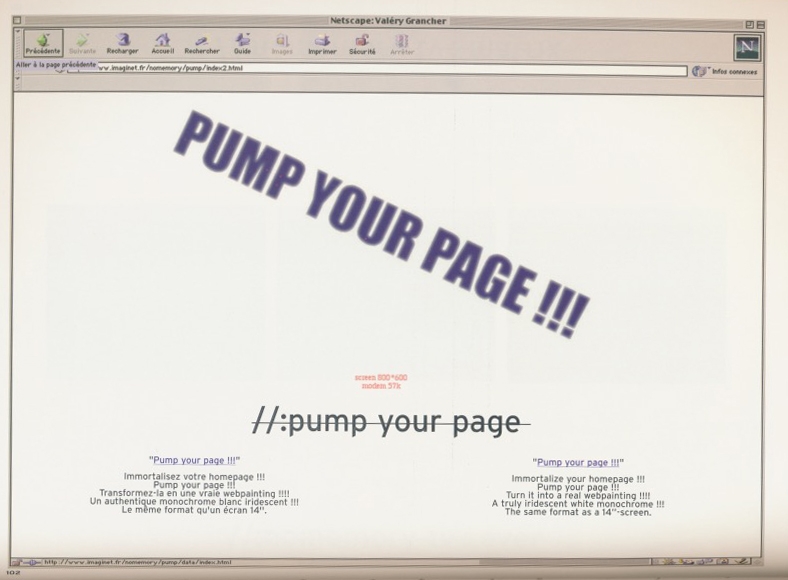 Netscape: Valéry Grancher
Précédente Suivante Recharger Accueil Rechercher Guide Images Imprimer Sécurité Arrêter
Aller à la page précédente
ww.imaginet.fr/nomemory/pump/index2.html
Infos connexes
PUMP YOUR PAGE !!!
screen 800*600
modem 57k
//:pump your page
"Pump your page !!!"
Immortalisez votre homepage !!!
Pump your page !!!
Transformez-la en une vraie webpainting !!!!
Un authentique monochrome blanc iridescent !!!
Le même format qu'un écran 14".
"Pump your page !!!"
Immortalize your homepage !!!
Pump your page !!!
Turn it into a real webpainting !!!!
A truly iridescent white monochrome !!!
The same format as a 14"-screen.
http://www.imaginet.fr/nomemory/pump/data/index.html
102